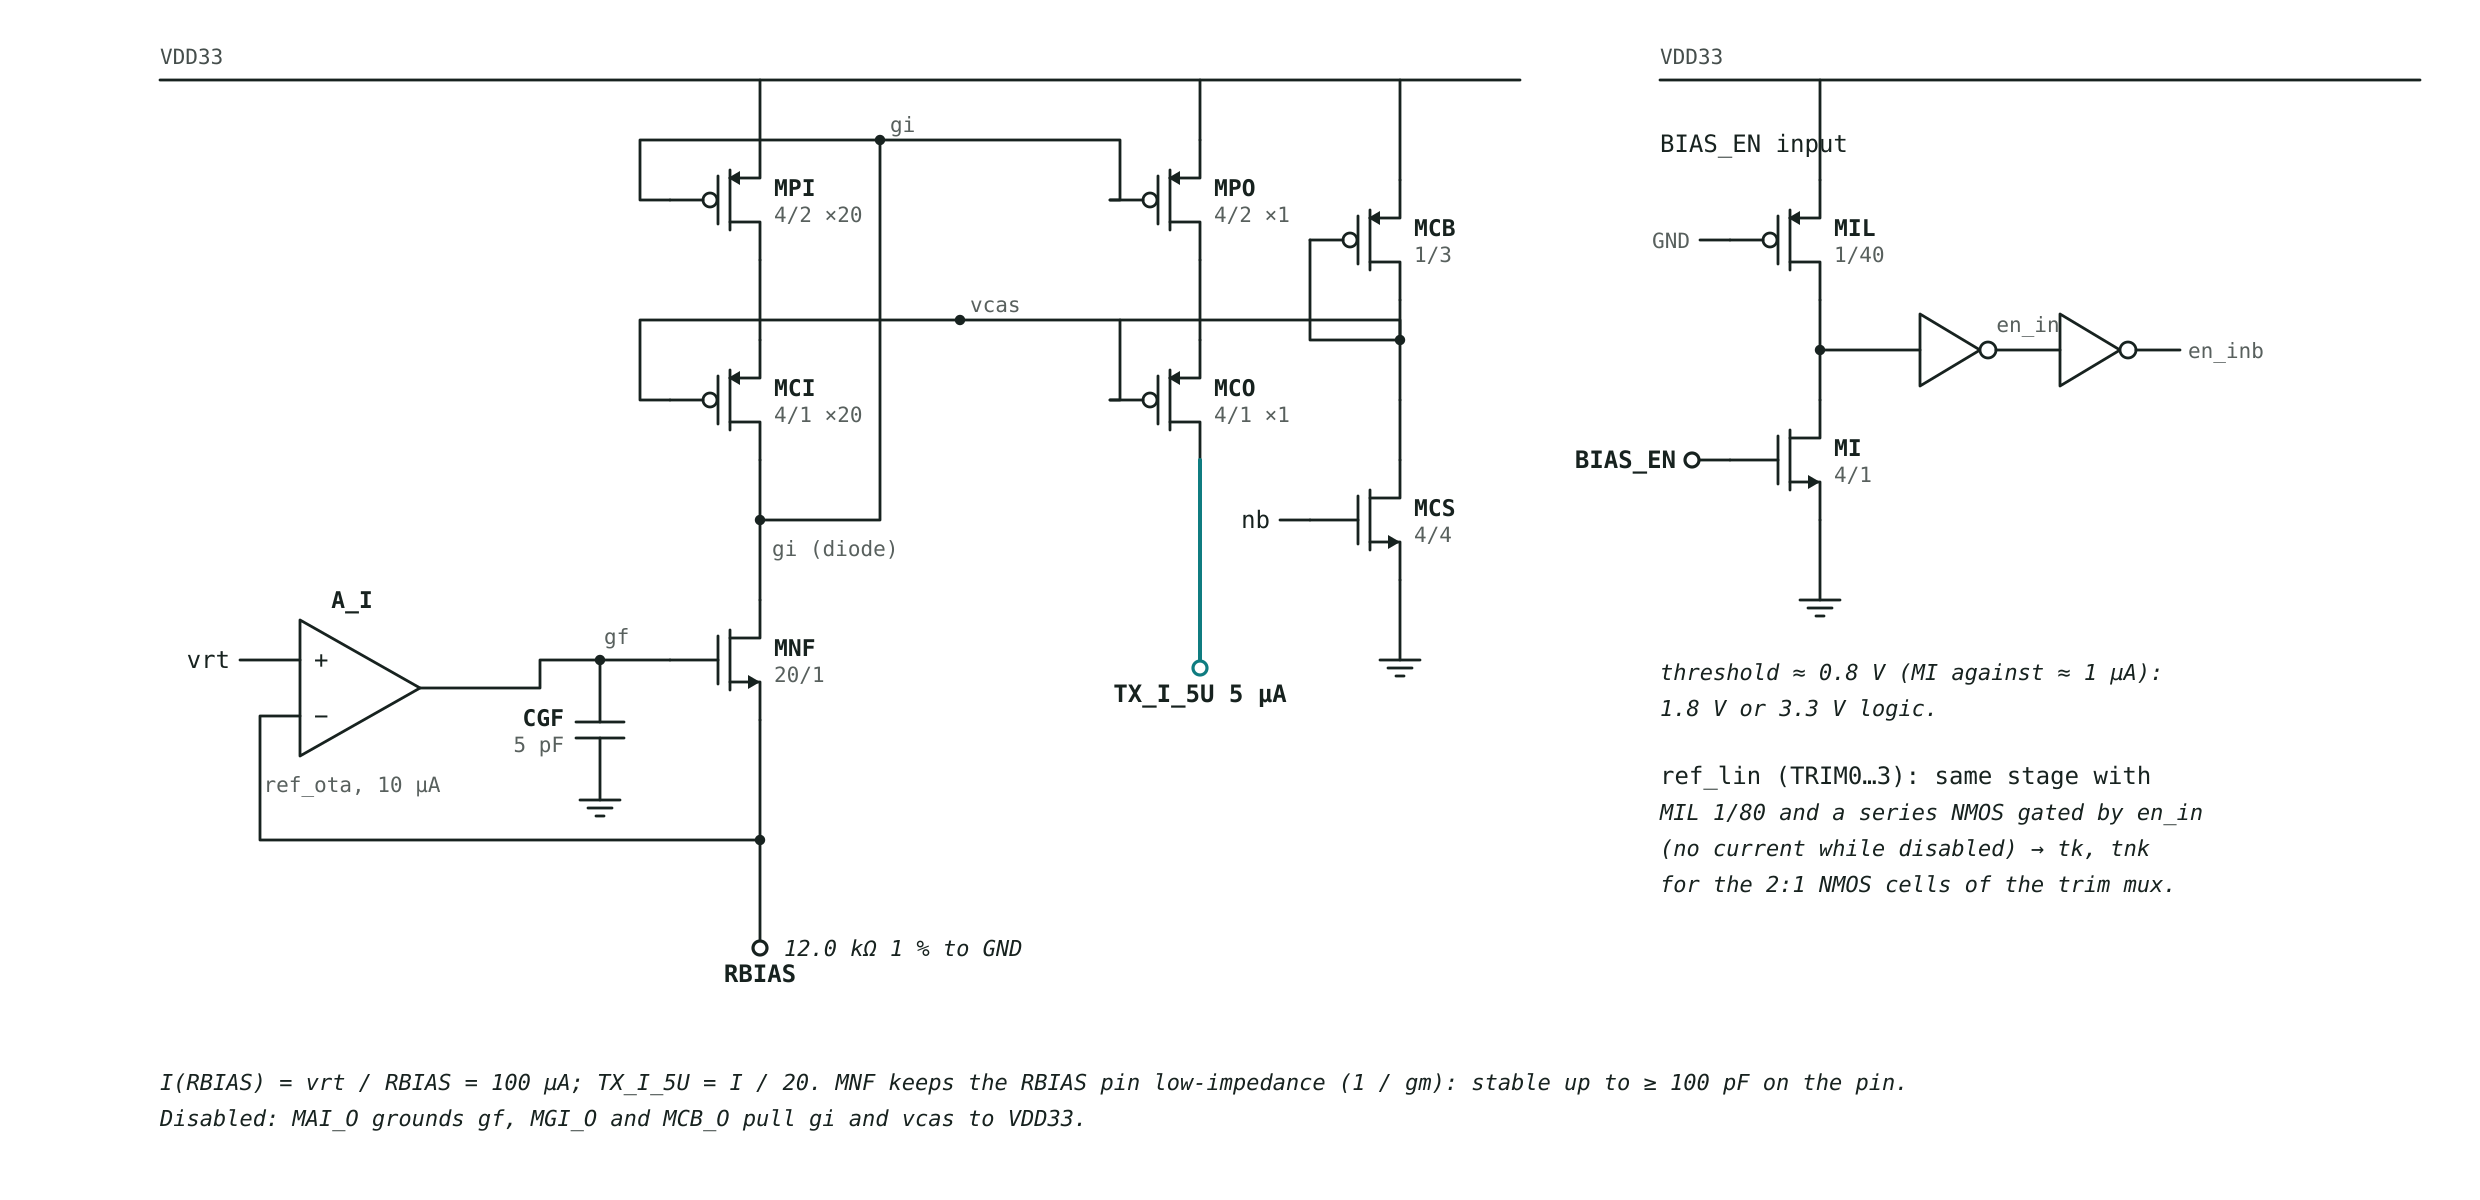 VDD33
VDD33
gi
BIAS_EN input
MPI
4/2 ×20
MPO
4/2 ×1
MCB
1/3
GND
MIL
1/40
vcas
en_in
en_inb
MCI
4/1 ×20
MCO
4/1 ×1
BIAS_EN
MI
4/1
nb
MCS
4/4
gi (diode)
A_I
vrt
+
−
gf
MNF
20/1
CGF
5 pF
ref_ota, 10 µA
TX_I_5U 5 µA
threshold ≈ 0.8 V (MI against ≈ 1 µA):
1.8 V or 3.3 V logic.
ref_lin (TRIM0…3): same stage with
MIL 1/80 and a series NMOS gated by en_in
(no current while disabled) → tk, tnk
for the 2:1 NMOS cells of the trim mux.
12.0 kΩ 1 % to GND
RBIAS
I(RBIAS) = vrt / RBIAS = 100 µA; TX_I_5U = I / 20. MNF keeps the RBIAS pin low-impedance (1 / gm): stable up to ≥ 100 pF on the pin.
Disabled: MAI_O grounds gf, MGI_O and MCB_O pull gi and vcas to VDD33.